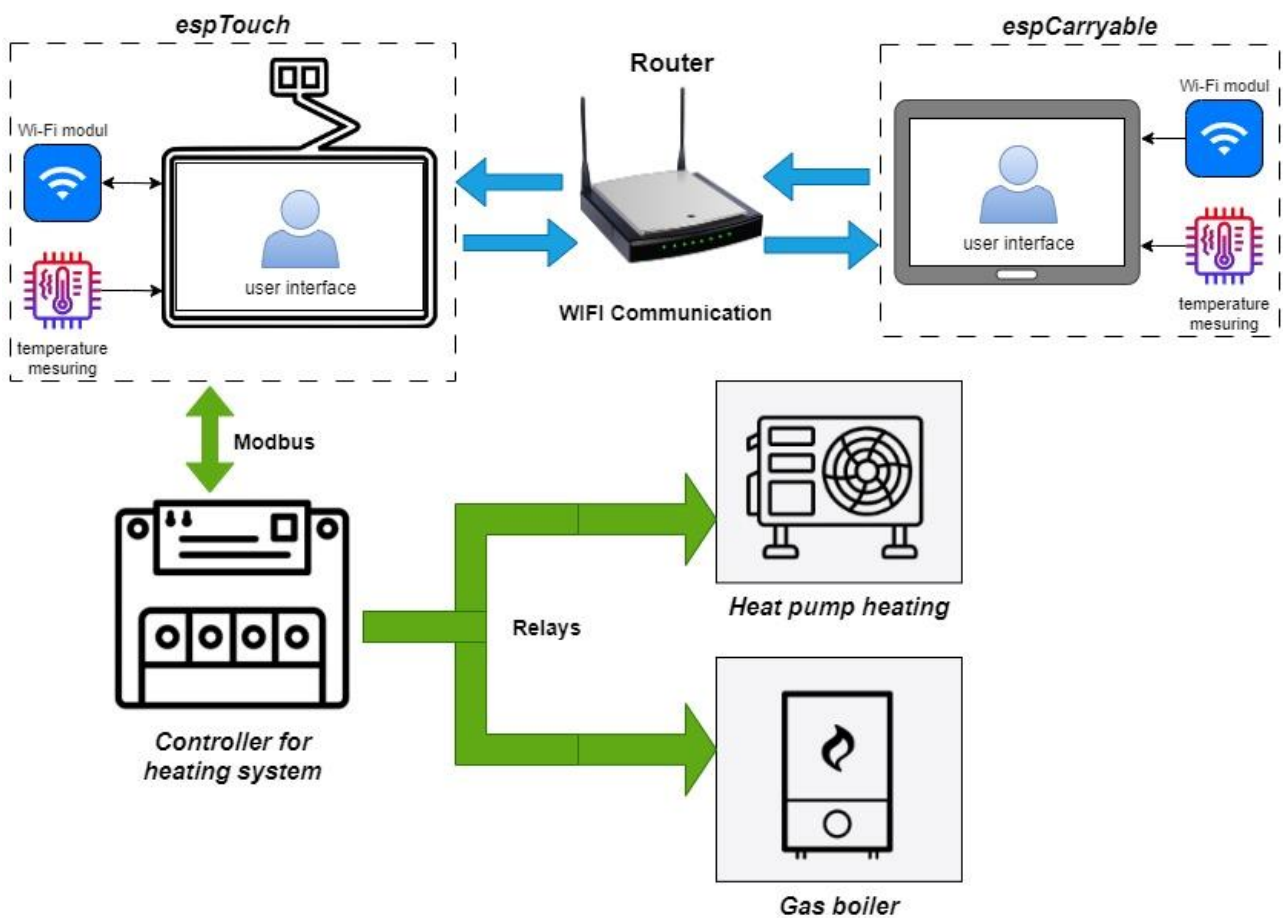 espTouch
espCarryable
Router
Wi-Fi modul
Wi-Fi modul
user interface
user interface
WIFI Communication
temperature
mesuring
temperature
mesuring
Modbus
Heat pump heating
Relays
Controller for
heating system
Gas boiler